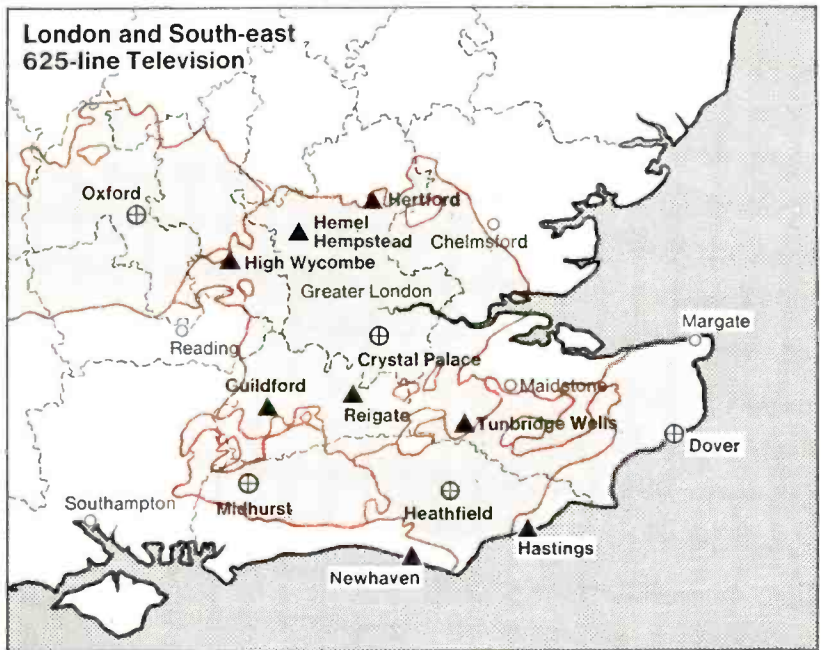 London and South-east
625-line Television
Oxford
Hertford
Hemel
Hempstead
Chelmsford
High Wycombe
Greater London
Margate
Reading
Crystal Palace
Guildford
Maidstone
Reigate
Tunbridge Wells
Dover
Southampton
Midhurst
Heathfield
Hastings
Newhaven